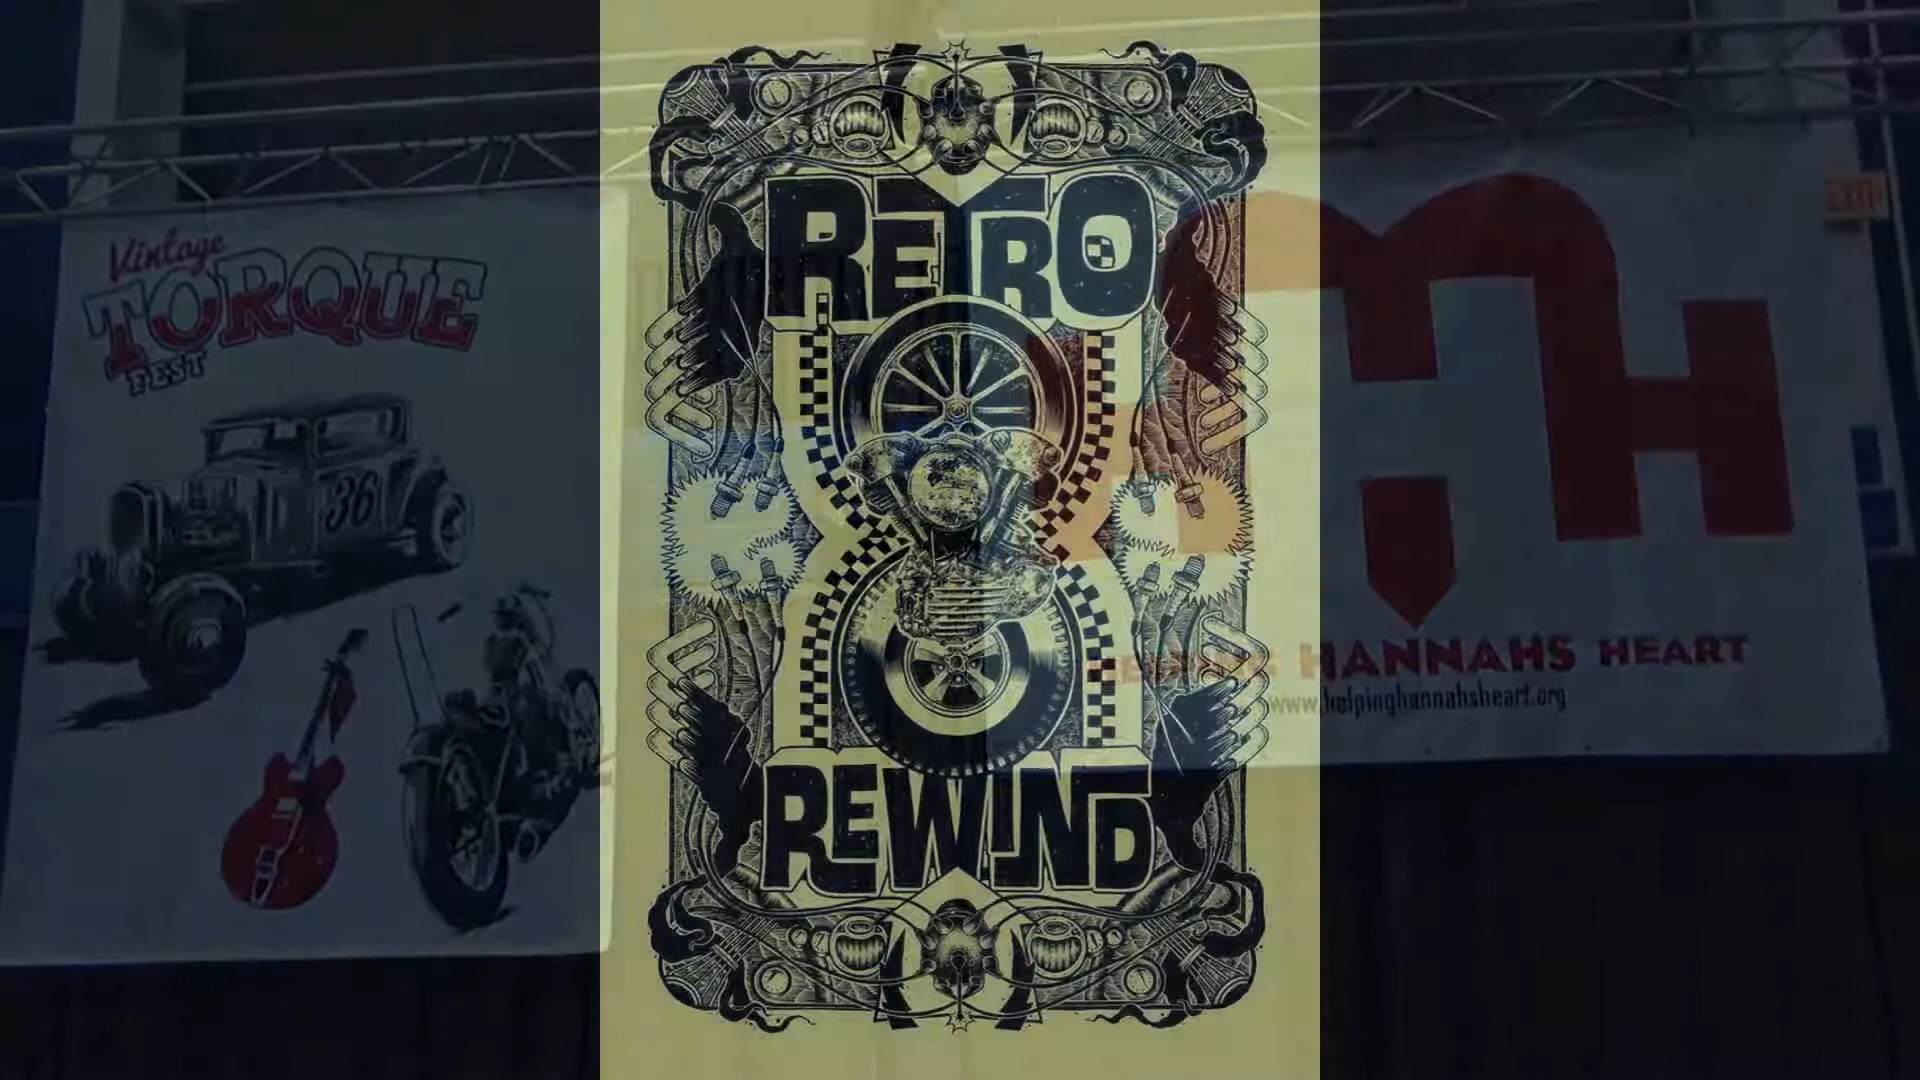 Vintage
TORQUE
FEST
36
RETRO
REWIND
HANNAHS HEART
www.helpinghannahsheart.org